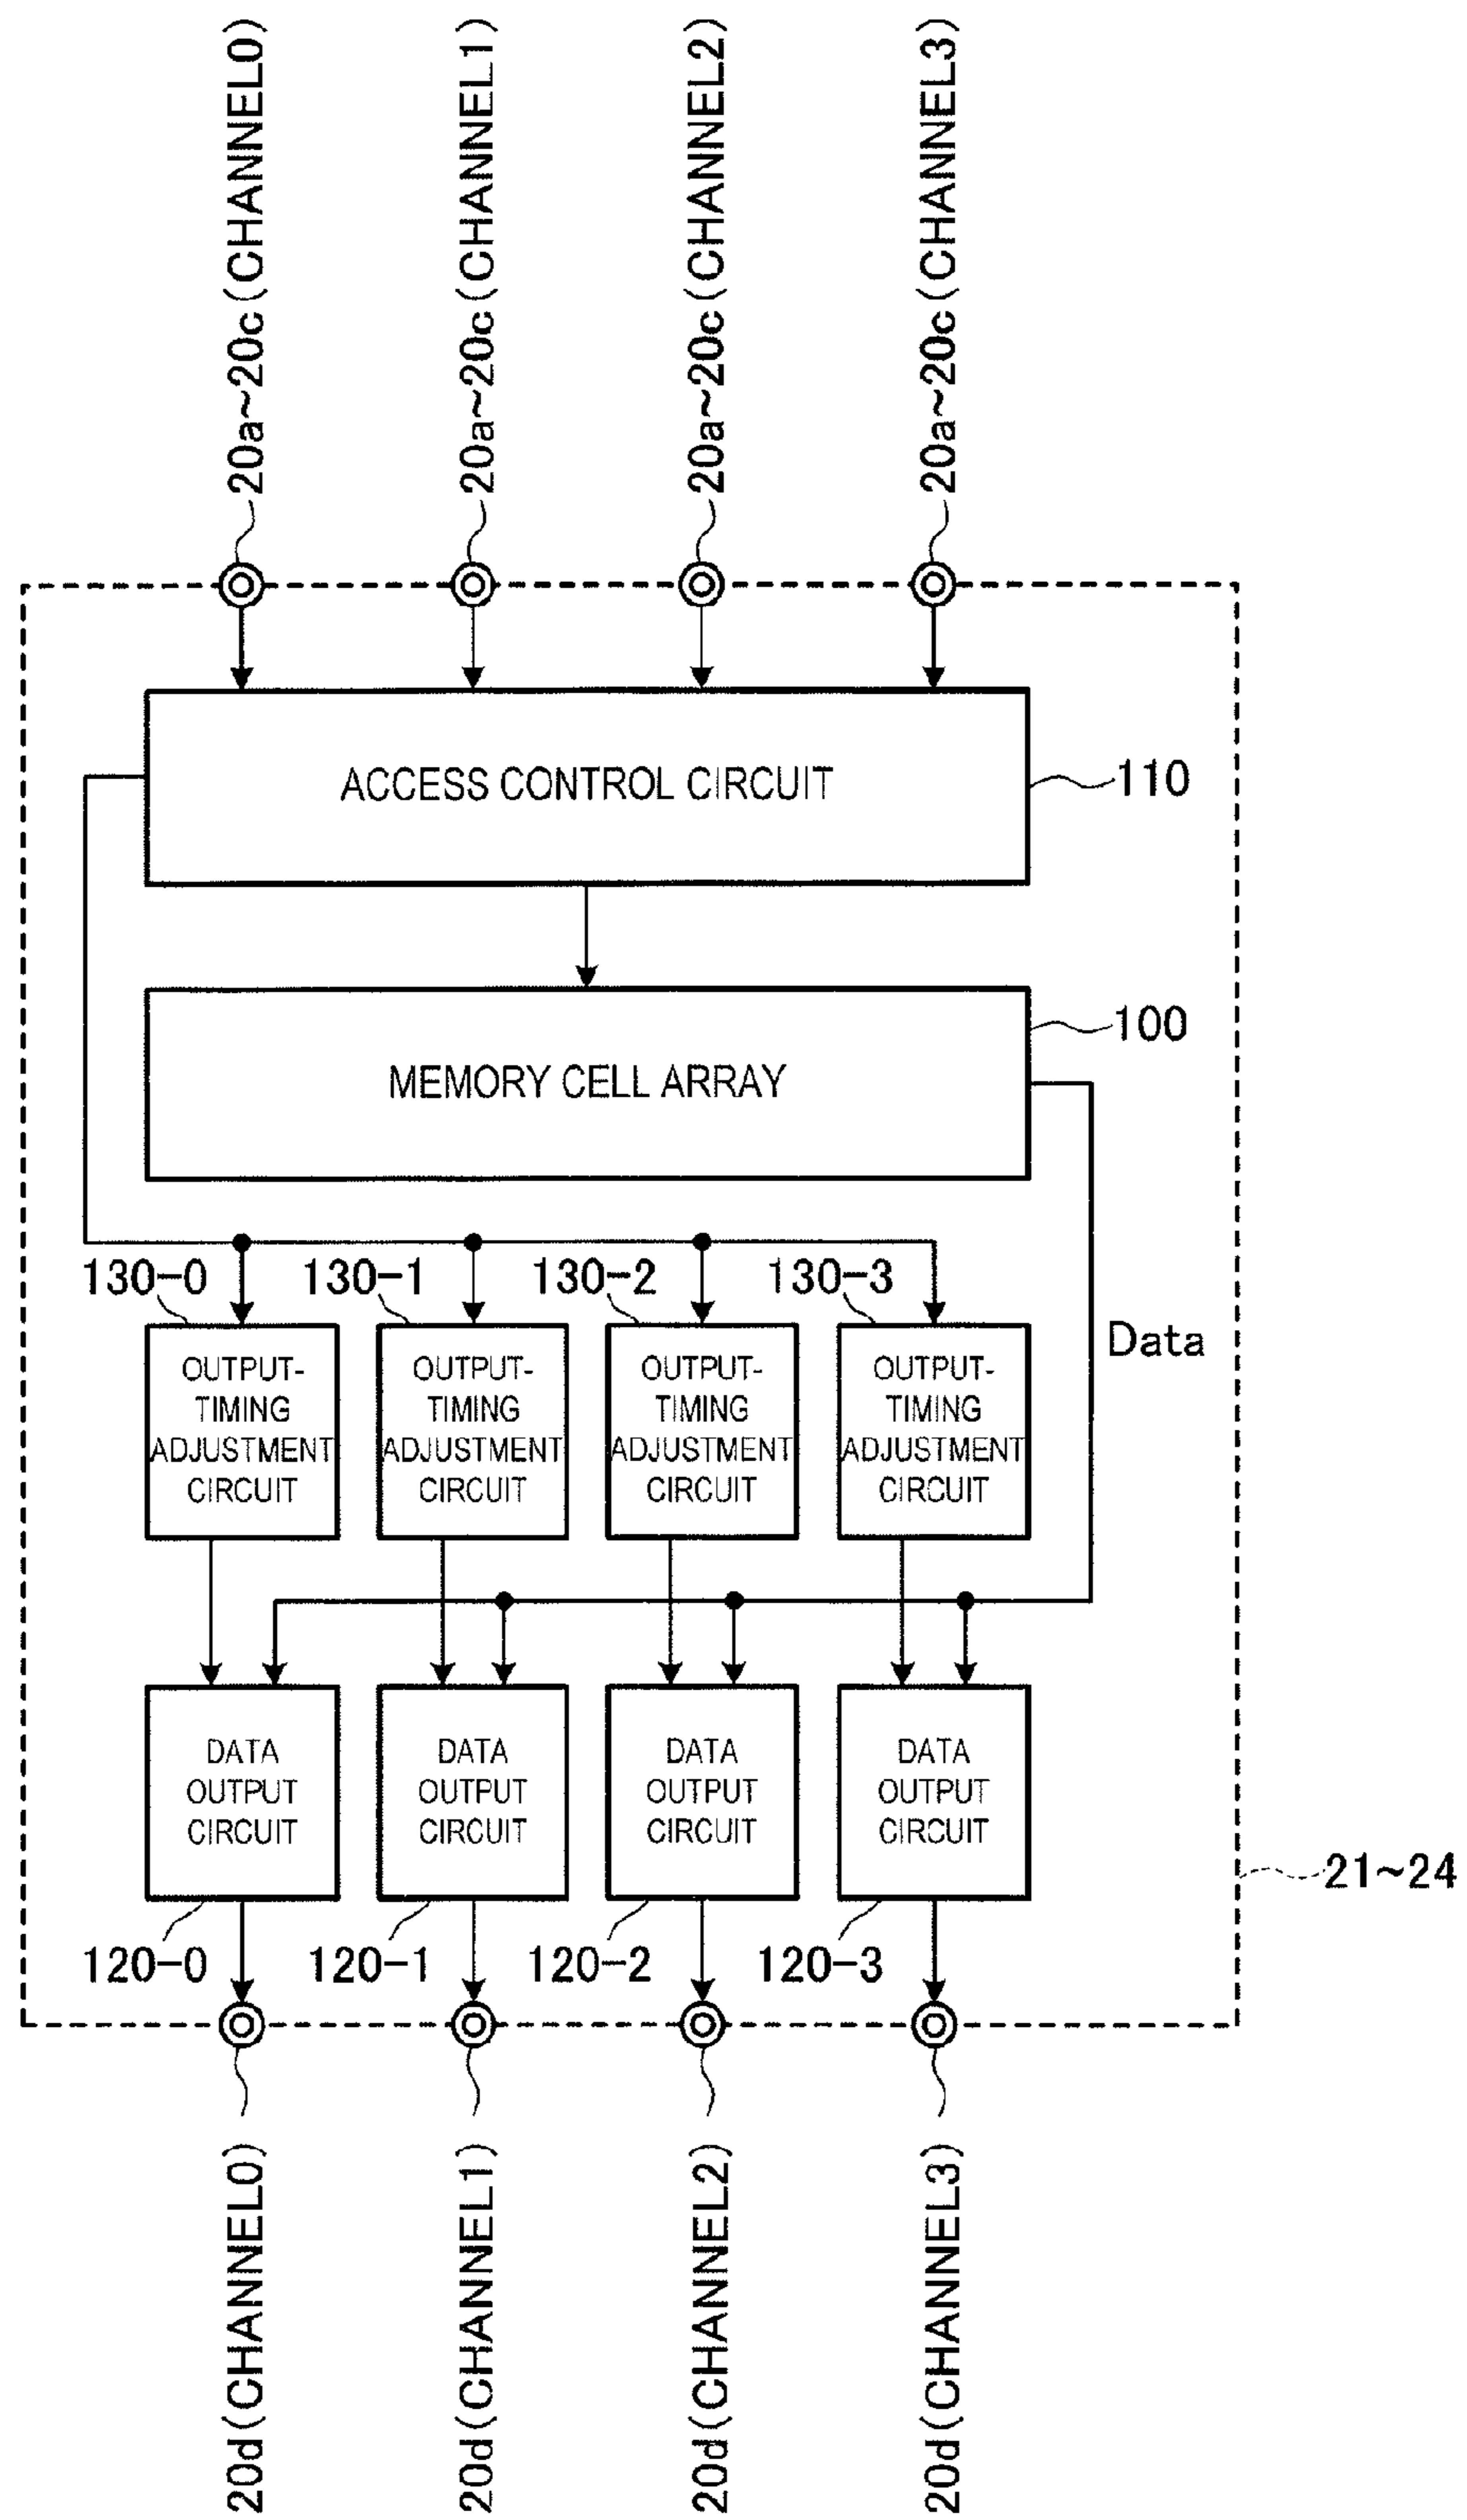 20a~20c(CHANNEL0)
20a~20c(CHANNEL1)
20a~20c(CHANNEL2)
20a~20c(CHANNEL3)
ACCESS CONTROL CIRCUIT
110
MEMORY CELL ARRAY
100
130-0
130-1
130-2
130-3
Data
OUTPUT-
TIMING
ADJUSTMENT
CIRCUIT
OUTPUT-
TIMING
ADJUSTMENT
CIRCUIT
OUTPUT-
TIMING
ADJUSTMENT
CIRCUIT
OUTPUT-
TIMING
ADJUSTMENT
CIRCUIT
DATA
OUTPUT
CIRCUIT
DATA
OUTPUT
CIRCUIT
DATA
OUTPUT
CIRCUIT
DATA
OUTPUT
CIRCUIT
21~24
120-0
120-1
120-2
120-3
20d(CHANNEL0)
20d(CHANNEL1)
20d(CHANNEL2)
20d(CHANNEL3)